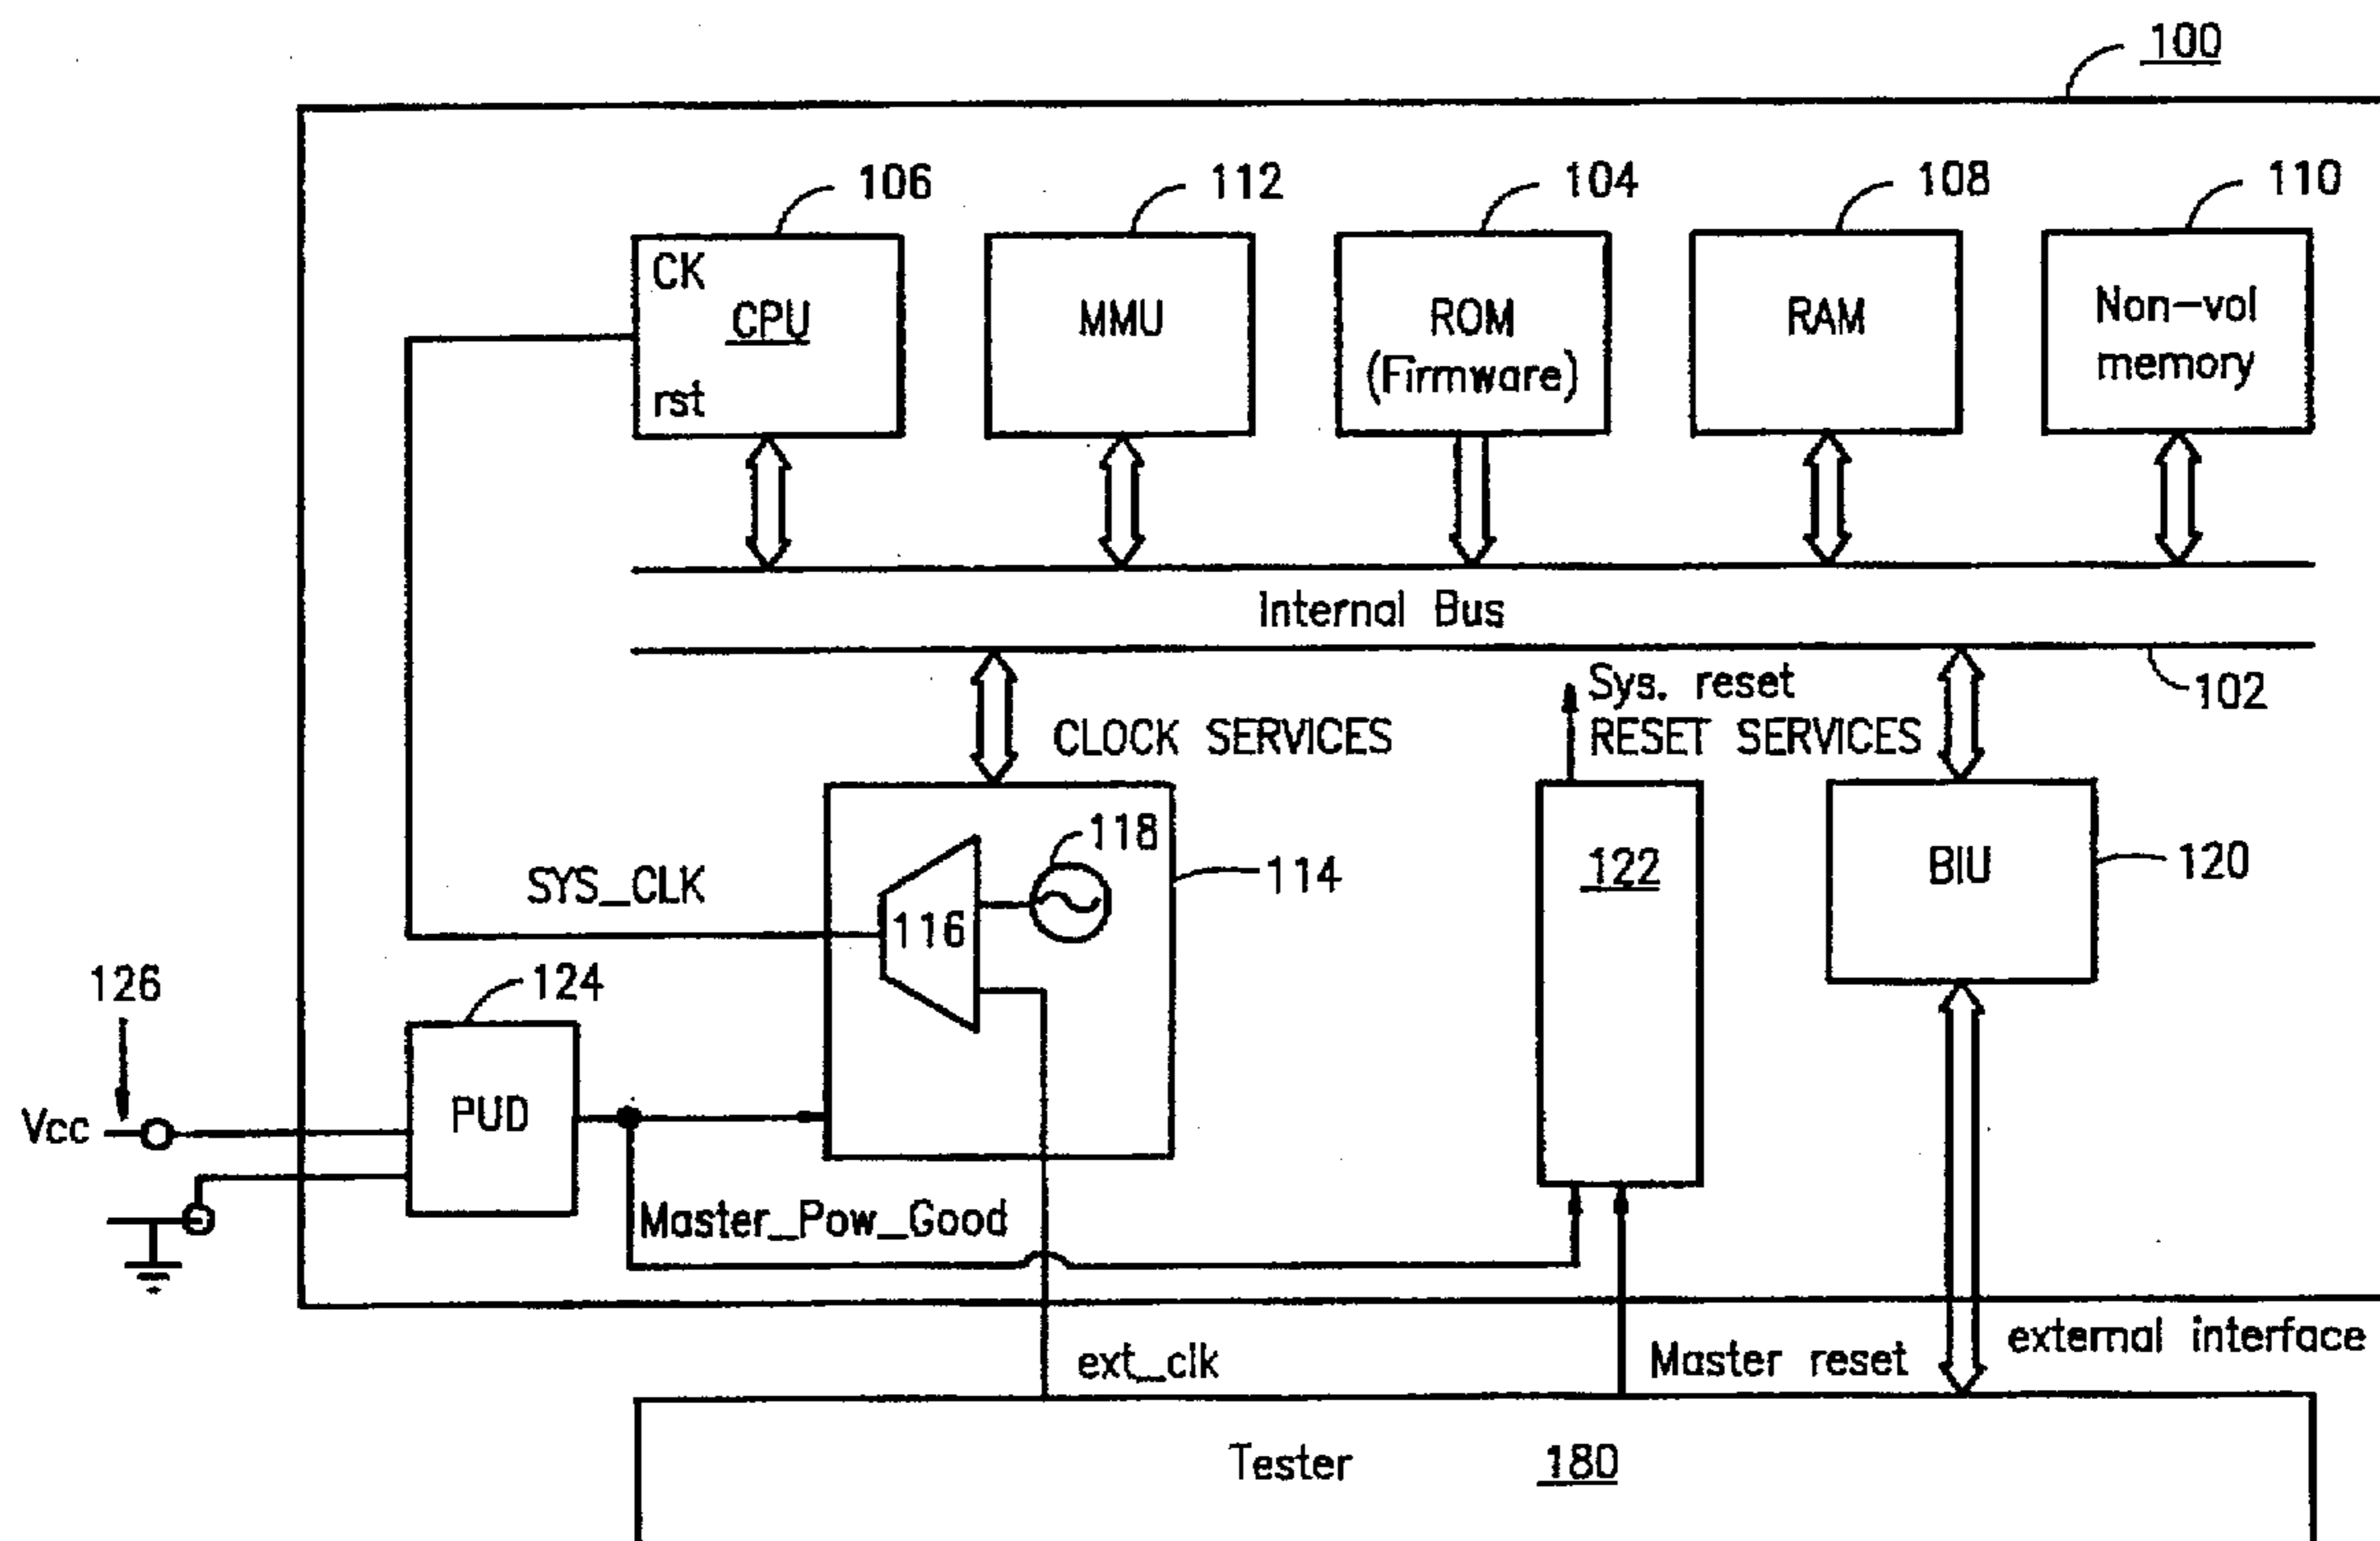 100
106
112
104
108
110
CK
CPU
rst
MMU
ROM
(Firmware)
RAM
Non-vol
memory
Internal Bus
102
CLOCK SERVICES
Sys. reset
RESET SERVICES
118
114
116
122
BIU
120
SYS_CLK
126
124
Vcc
PUD
Master_Pow_Good
ext_clk
Master reset
external interface
Tester
180